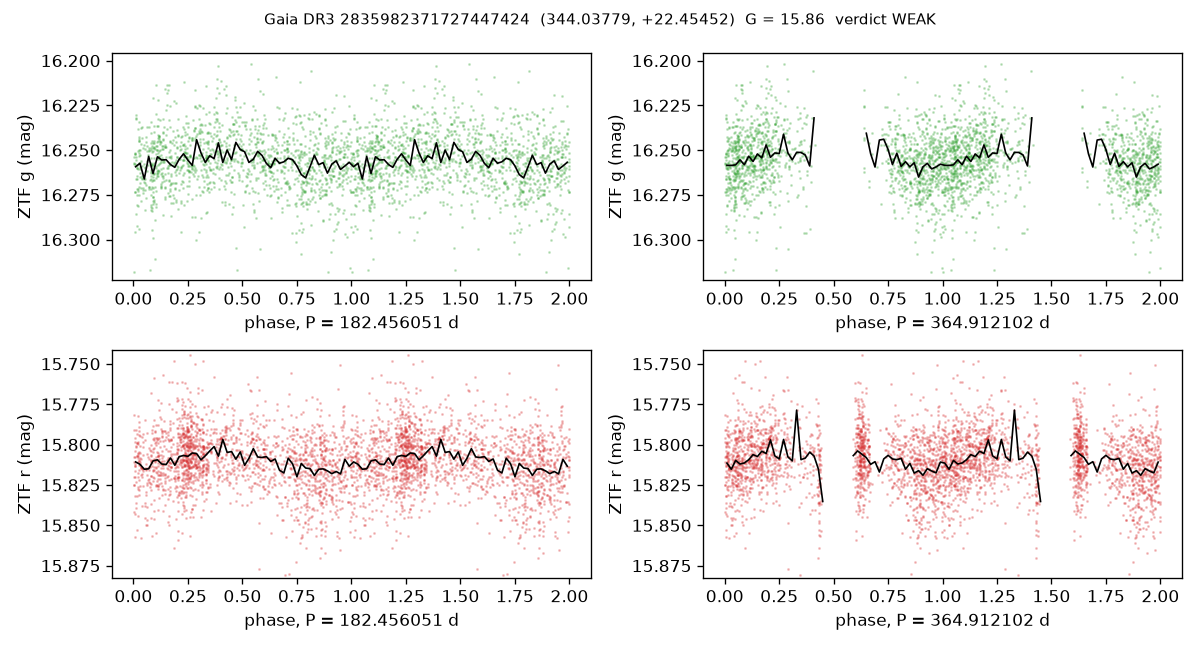 Gaia DR3 2835982371727447424  (344.03779, +22.45452)  G = 15.86  verdict WEAK
ZTF g (mag)
16.200
16.225
16.250
16.275
16.300
0.00 0.25 0.50 0.75 1.00 1.25 1.50 1.75 2.00
phase, P = 182.456051 d
ZTF g (mag)
16.200
16.225
16.250
16.275
16.300
0.00 0.25 0.50 0.75 1.00 1.25 1.50 1.75 2.00
phase, P = 364.912102 d
ZTF r (mag)
15.750
15.775
15.800
15.825
15.850
15.875
0.00 0.25 0.50 0.75 1.00 1.25 1.50 1.75 2.00
phase, P = 182.456051 d
ZTF r (mag)
15.750
15.775
15.800
15.825
15.850
15.875
0.00 0.25 0.50 0.75 1.00 1.25 1.50 1.75 2.00
phase, P = 364.912102 d